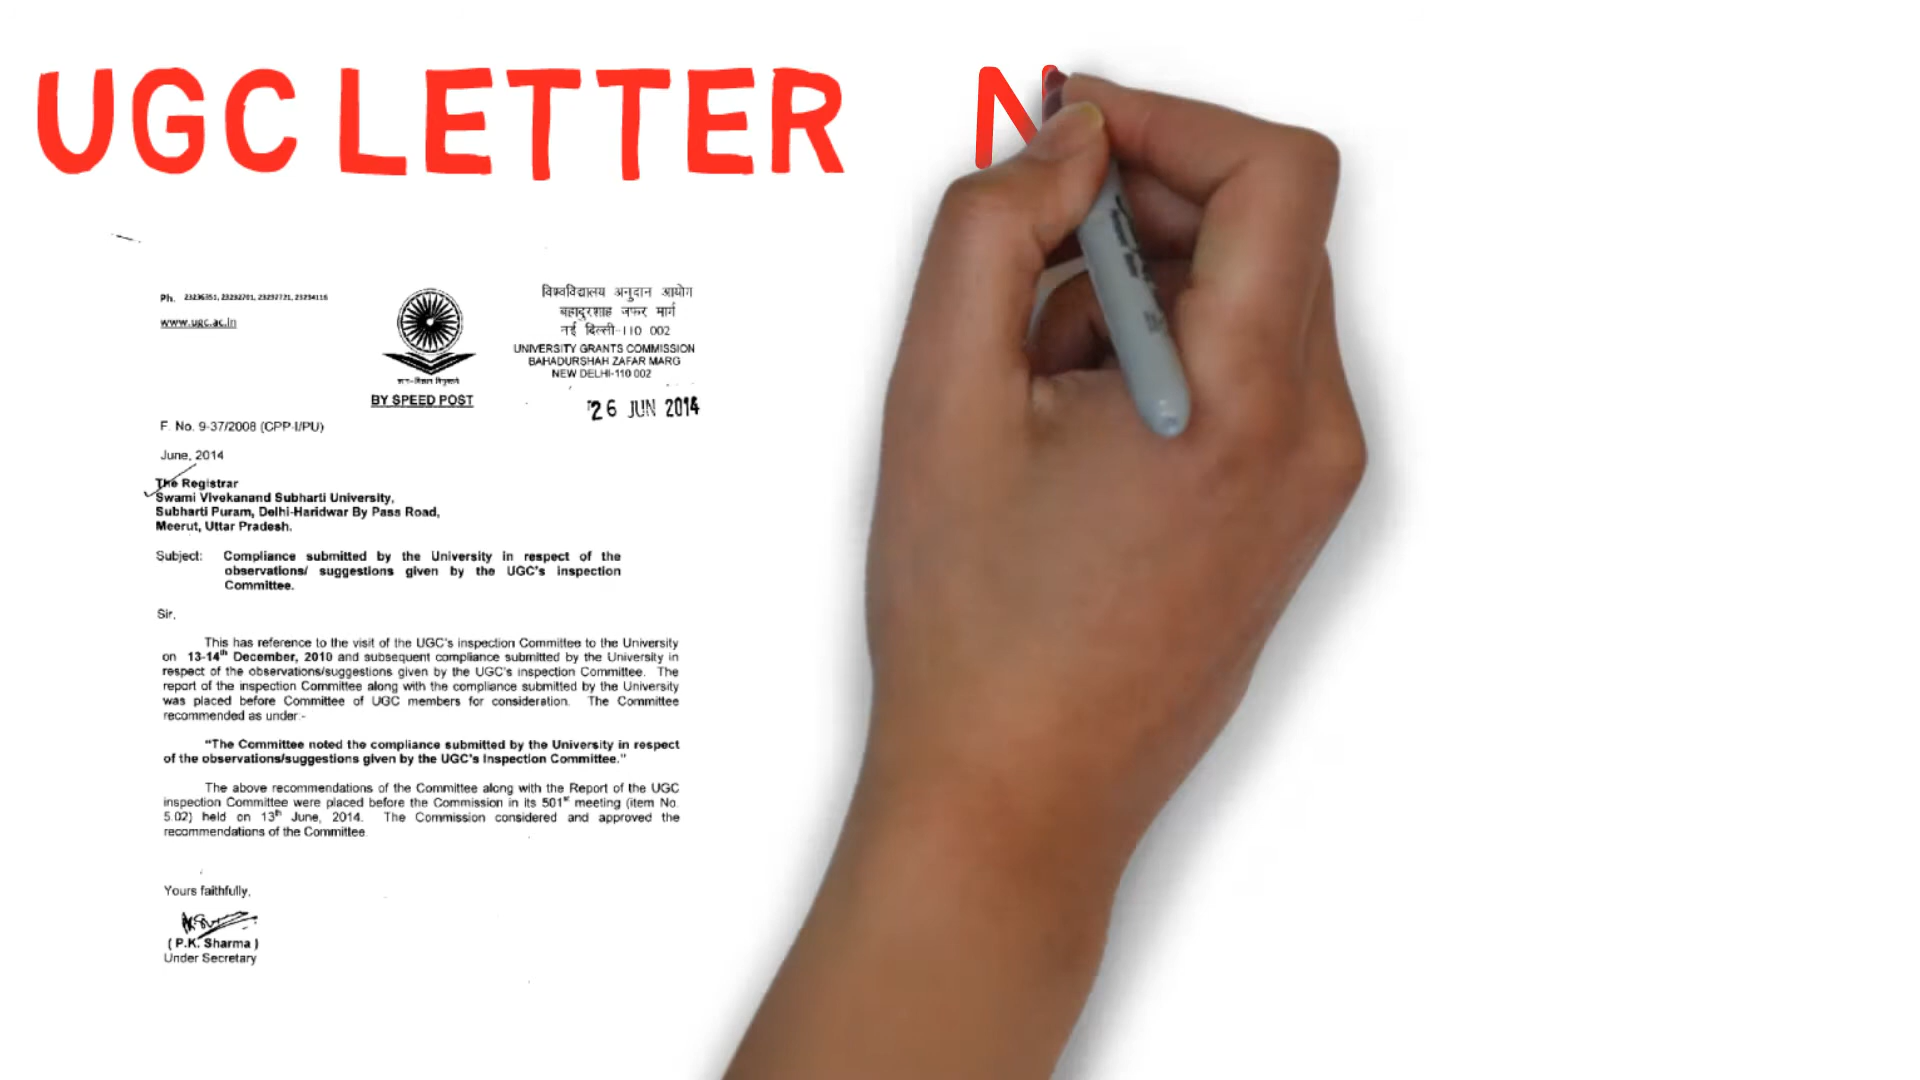 UGC LETTER N
Ph. 23236351, 23232701, 23237721, 23234116
www.ugc.ac.in
विश्वविद्यालय अनुदान आयोग
बहादुरशाह जफर मार्ग
नई दिल्ली-110 002
UNIVERSITY GRANTS COMMISSION
BAHADURSHAH ZAFAR MARG
NEW DELHI-110 002
BY SPEED POST
26 JUN 2014
F. No. 9-37/2008 (CPP-I/PU)
June, 2014
The Registrar
Swami Vivekanand Subharti University,
Subharti Puram, Delhi-Haridwar By Pass Road,
Meerut, Uttar Pradesh.
Subject: Compliance submitted by the University in respect of the
observations/ suggestions given by the UGC's inspection
Committee.
Sir,
This has reference to the visit of the UGC's inspection Committee to the University
on 13-14th December, 2010 and subsequent compliance submitted by the University in
respect of the observations/suggestions given by the UGC's inspection Committee. The
report of the inspection Committee along with the compliance submitted by the University
was placed before Committee of UGC members for consideration. The Committee
recommended as under:-
"The Committee noted the compliance submitted by the University in respect
of the observations/suggestions given by the UGC's Inspection Committee."
The above recommendations of the Committee along with the Report of the UGC
inspection Committee were placed before the Commission in its 501st meeting (item No.
5.02) held on 13th June, 2014. The Commission considered and approved the
recommendations of the Committee.
Yours faithfully,
( P.K. Sharma )
Under Secretary